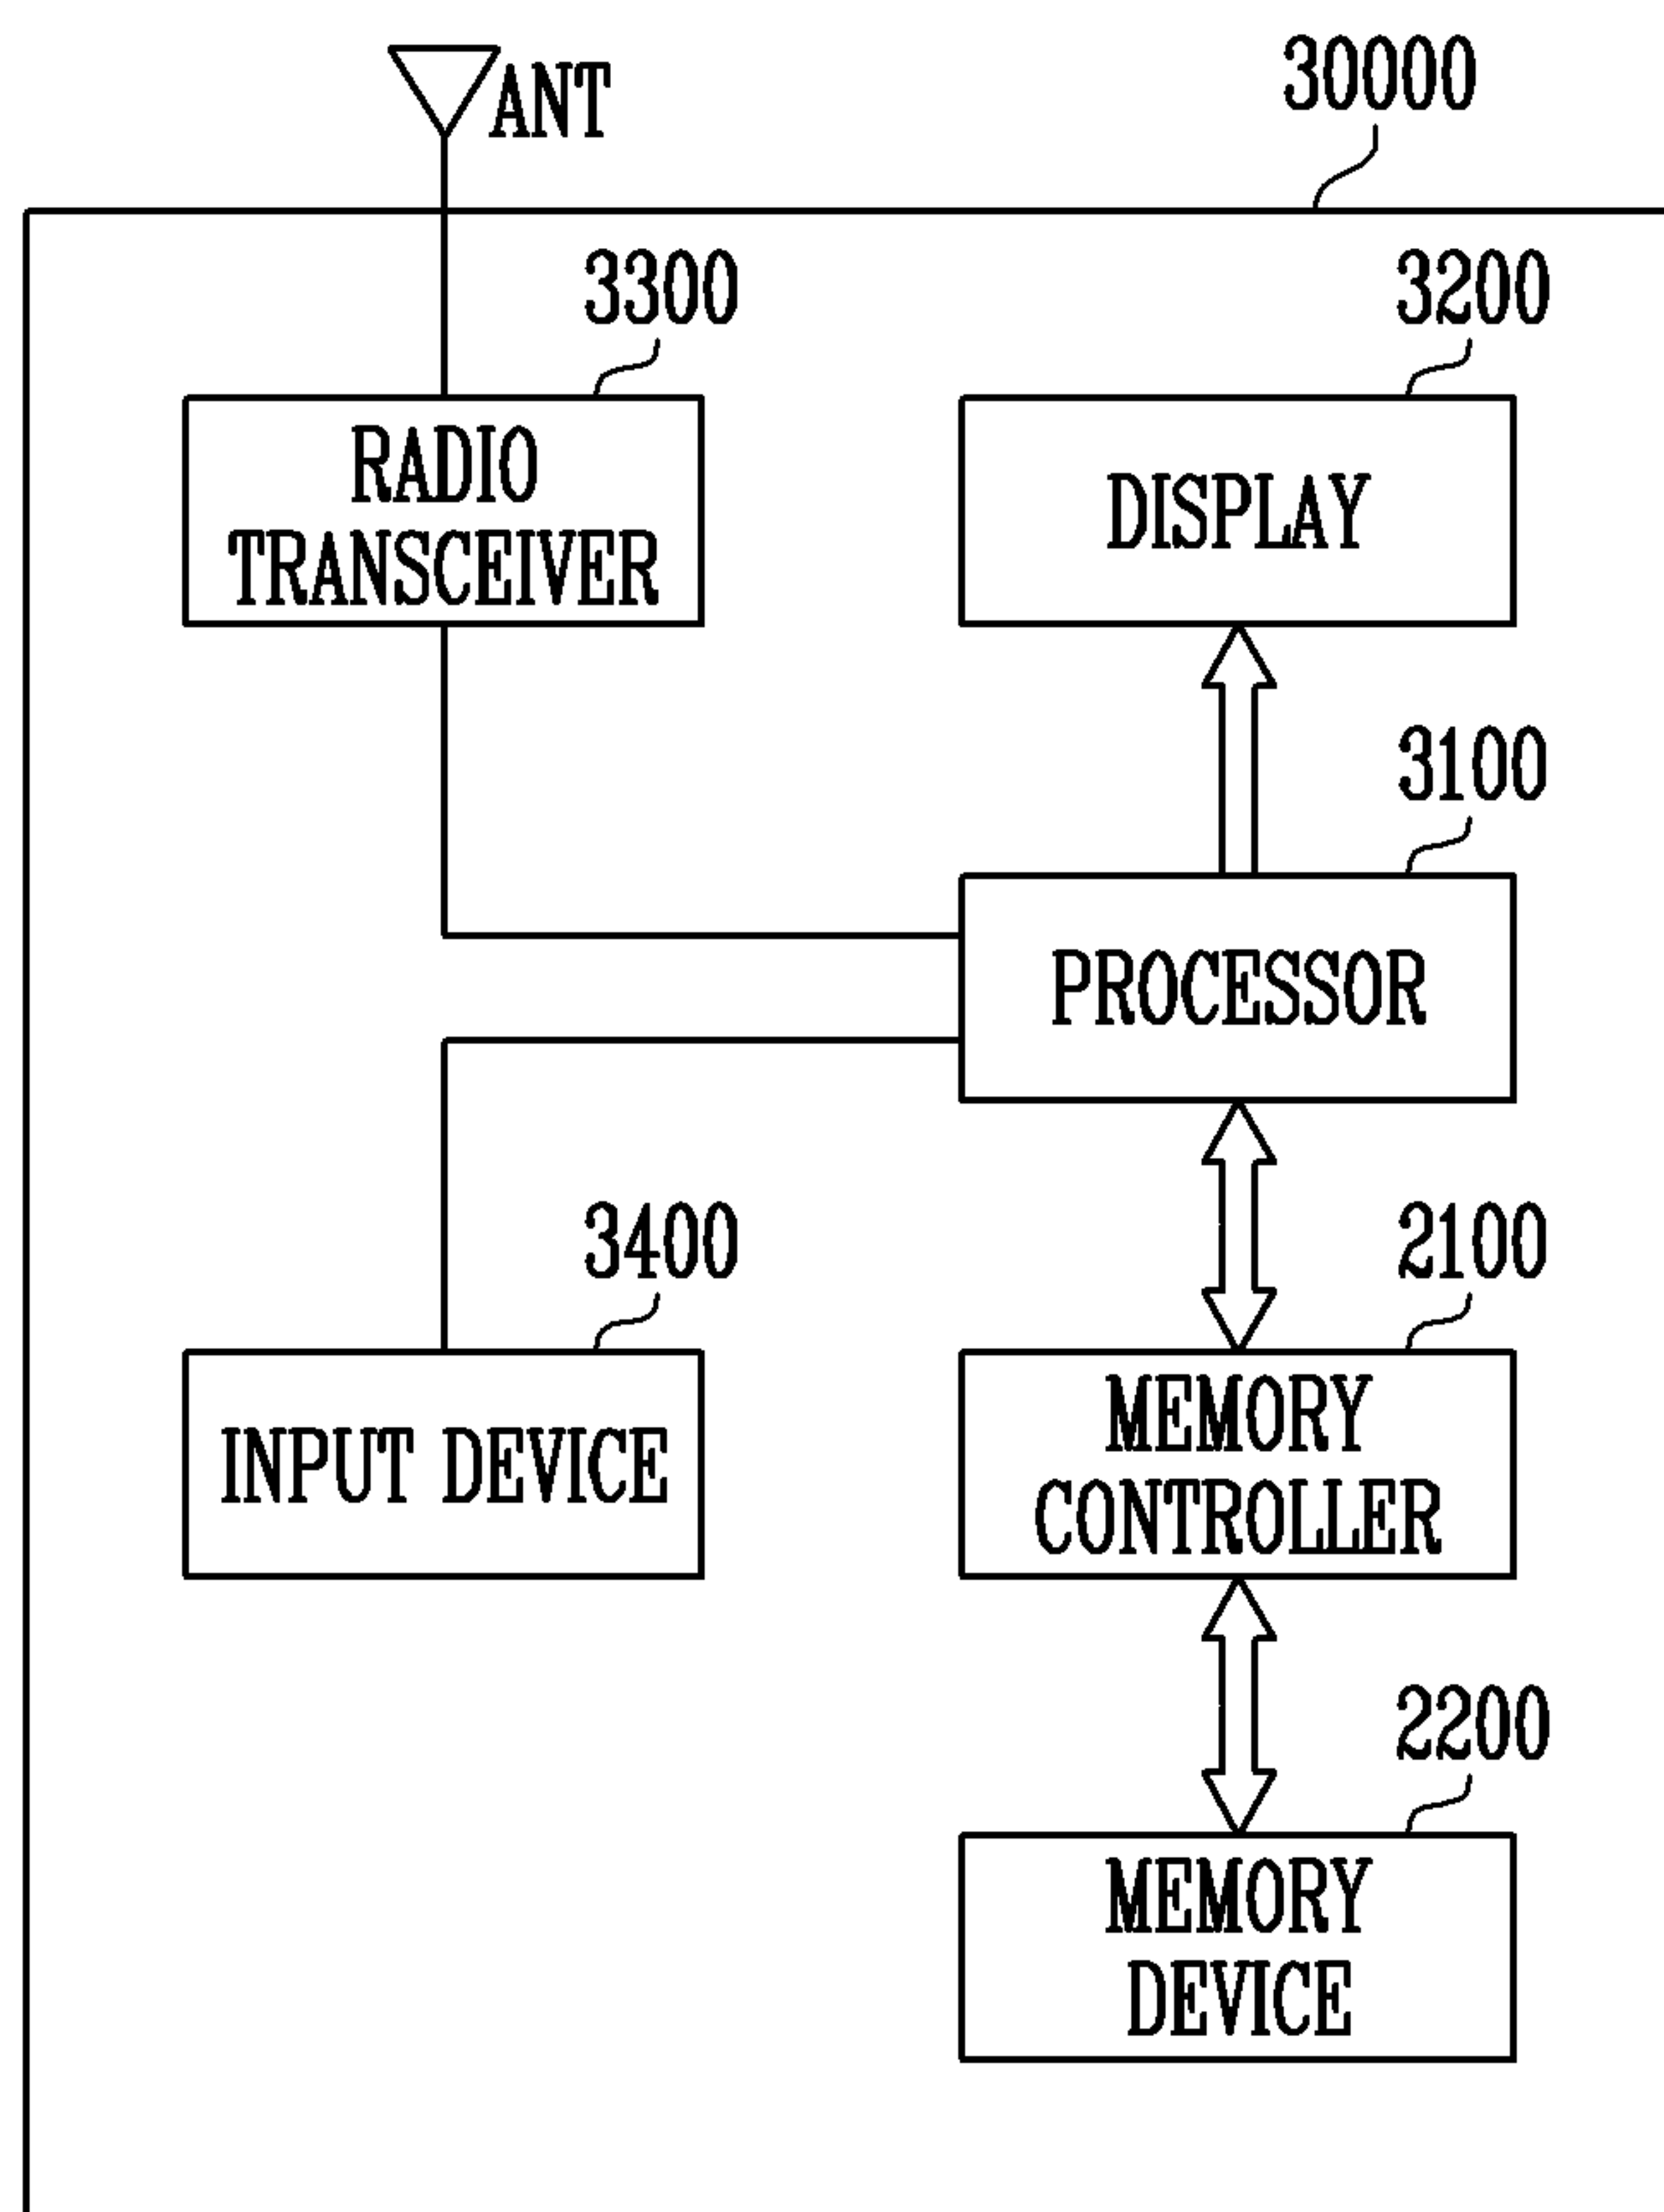 ANT
30000
3300
3200
RADIO
TRANSCEIVER
DISPLAY
3100
PROCESSOR
3400
2100
INPUT DEVICE
MEMORY
CONTROLLER
2200
MEMORY
DEVICE